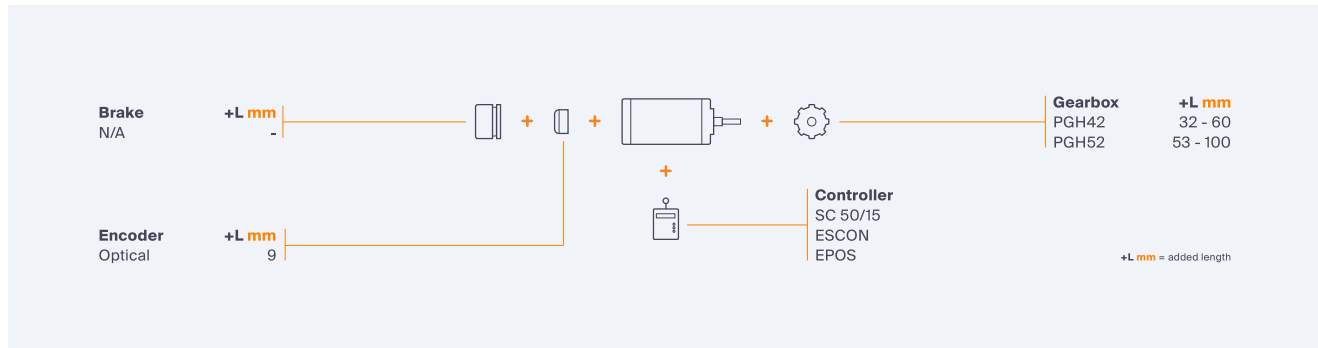 Brake +L mm
N/A -
Encoder +L mm
Optical 9
Gearbox +L mm
PGH42 32 - 60
PGH52 53 - 100
Controller
SC 50/15
ESCON
EPOS
+L mm = added length